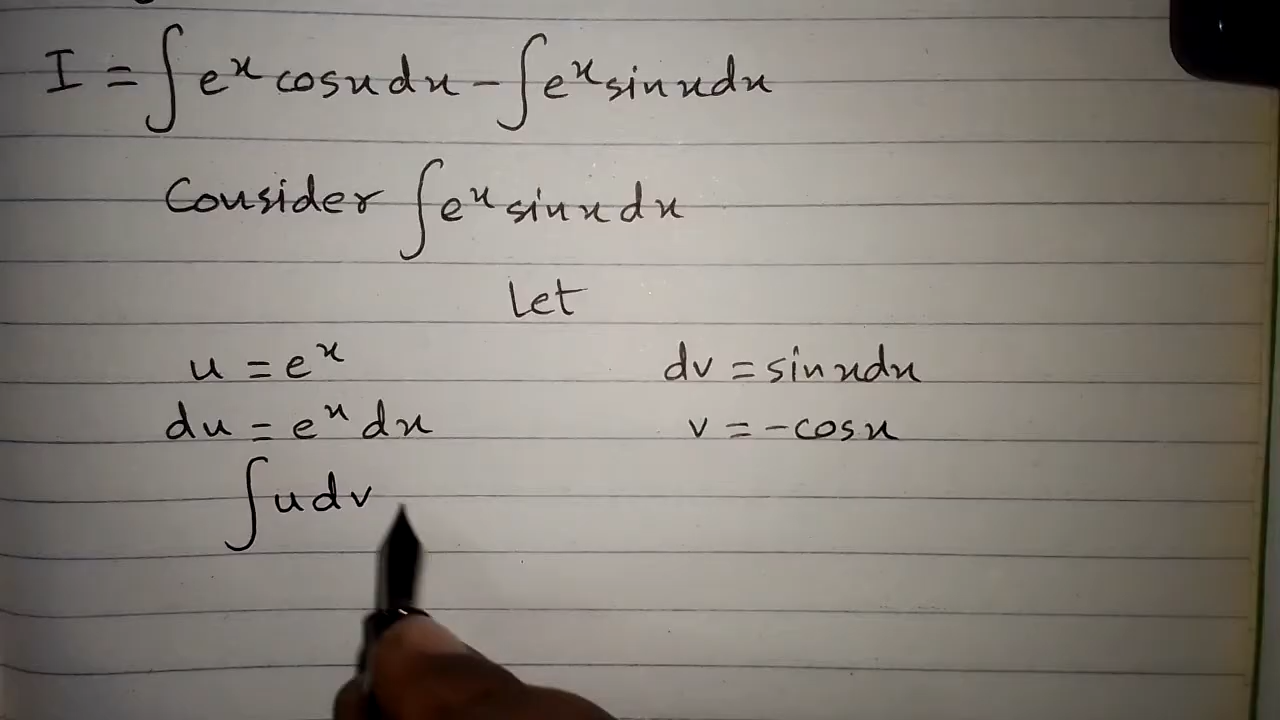 I = ∫ eˣ cosx dx − ∫ eˣ sinx dx
Consider ∫ eˣ sinx dx
Let
u = eˣ dv = sinx dx
du = eˣ dx v = −cosx
∫ u dv